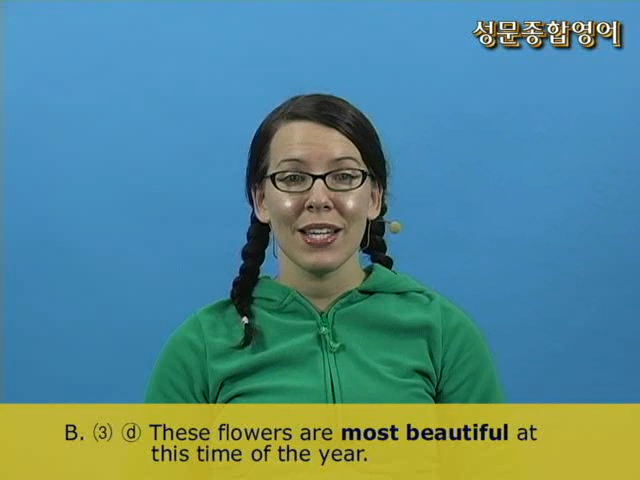 성문종합영어
B. ⑶ ⓓ These flowers are most beautiful at
this time of the year.